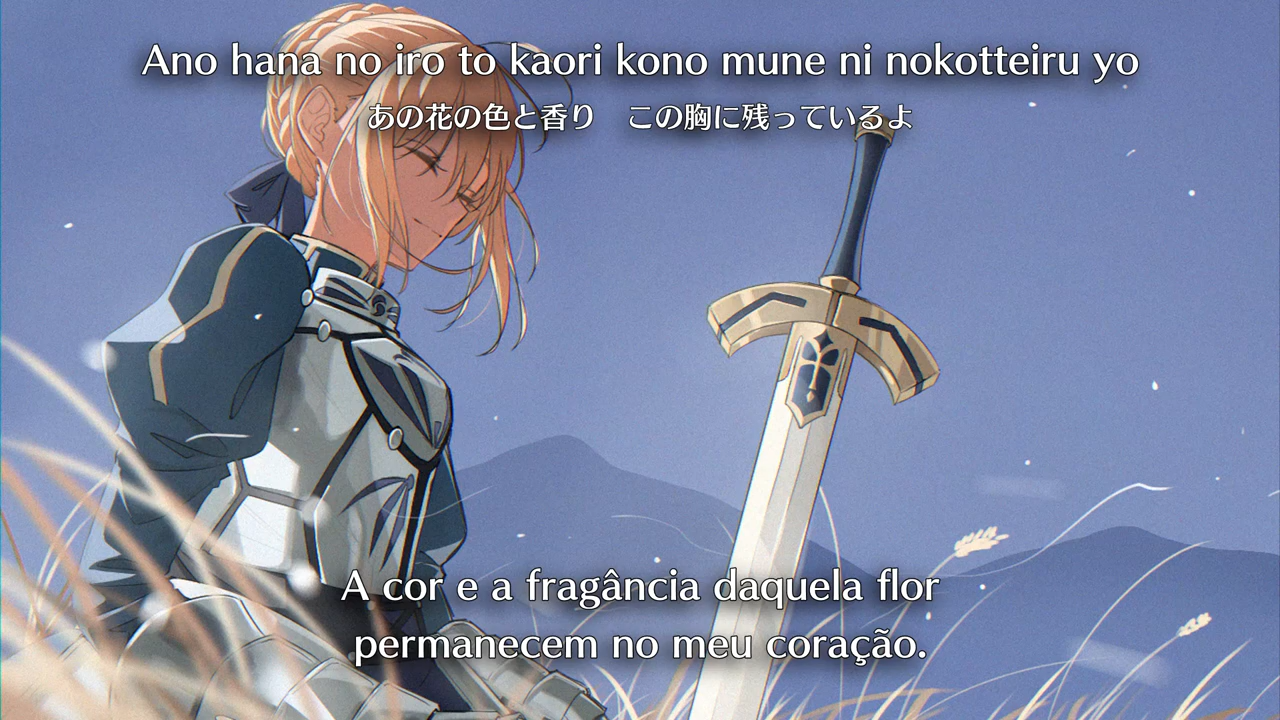 Ano hana no iro to kaori kono mune ni nokotteiru yo
あの花の色と香り　この胸に残っているよ
A cor e a fragância daquela flor
permanecem no meu coração.